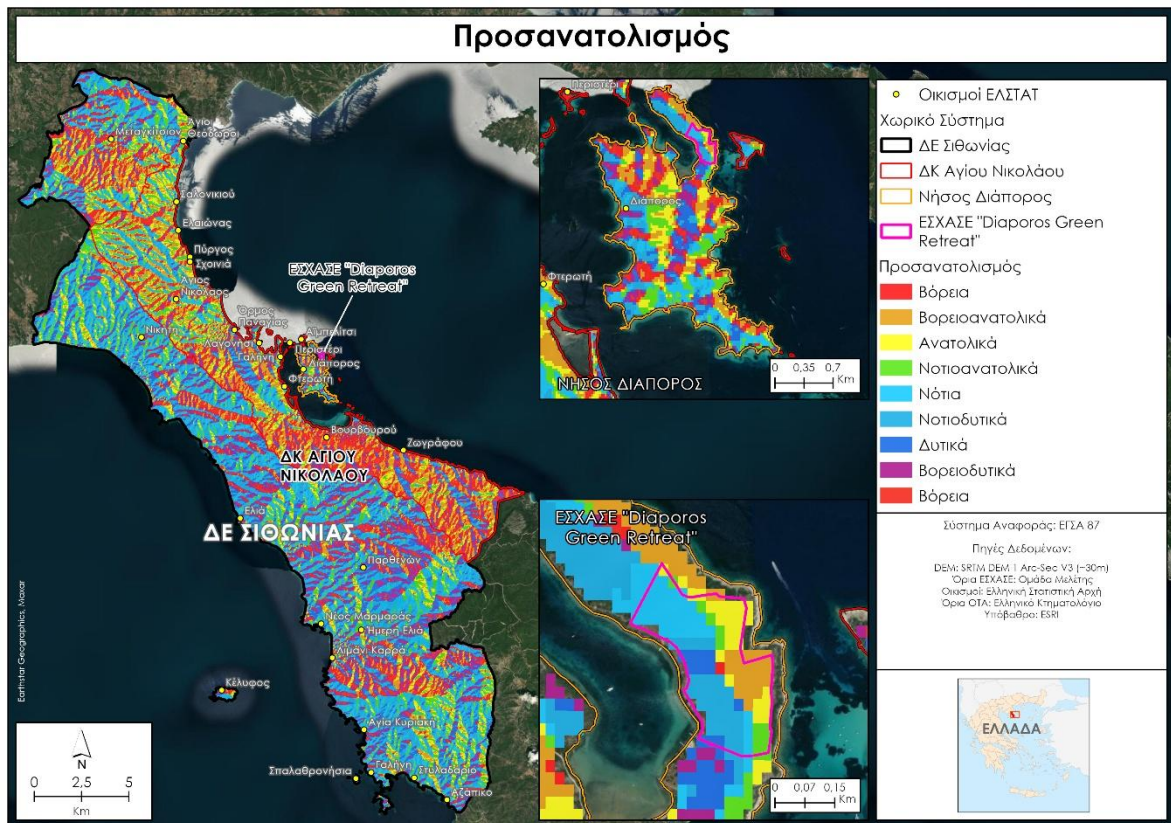 Προσανατολισμός
Άγιοι
Θεόδωροι
Μεταγκίτσιον
Σαλονικιού
Ελαιώνας
Πύργος
Σχοινιά
Άγιος
Νικόλαος
Όρμος
Παναγίας
Νικήτη
Λαγονήσι
Γαλήνη
Αμπελίτσι
Περιστέρι
Διάπορος
Φτερωτή
ΕΣΧΑΣΕ "Diaporos
Green Retreat"
Βουρβουρού
Ζωγράφου
ΔΚ ΑΓΙΟΥ
ΝΙΚΟΛΑΟΥ
Ελιά
ΔΕ ΣΙΘΩΝΙΑΣ
Παρθενών
Νέος Μαρμαράς
Ήμερη Ελιά
Λιμάνι Καρρά
Κέλυφος
Αγία Κυριακή
Σπαλαθρονήσια
Γαλήνη
Στυλαδαριό
Αζάπικο
Earthstar Geographics, Maxar
N
0 2,5 5
Km
Περιστέρι
Διάπορος
Φτερωτή
ΝΗΣΟΣ ΔΙΑΠΟΡΟΣ
0 0,35 0,7
Km
ΕΣΧΑΣΕ "Diaporos
Green Retreat"
0 0,07 0,15
Km
Οικισμοί ΕΛΣΤΑΤ
Χωρικό Σύστημα
ΔΕ Σιθωνίας
ΔΚ Αγίου Νικολάου
Νήσος Διάπορος
ΕΣΧΑΣΕ "Diaporos Green
Retreat"
Προσανατολισμός
Βόρεια
Βορειοανατολικά
Ανατολικά
Νοτιοανατολικά
Νότια
Νοτιοδυτικά
Δυτικά
Βορειοδυτικά
Βόρεια
Σύστημα Αναφοράς: ΕΓΣΑ 87
Πηγές Δεδομένων:
DEM: SRTM DEM 1 Arc-Sec V3 (~30m)
Όρια ΕΣΧΑΣΕ: Ομάδα Μελέτης
Οικισμοί: Ελληνική Στατιστική Αρχή
Όρια ΟΤΑ: Ελληνικό Κτηματολόγιο
Υπόβαθρο: ESRI
ΕΛΛΑΔΑ